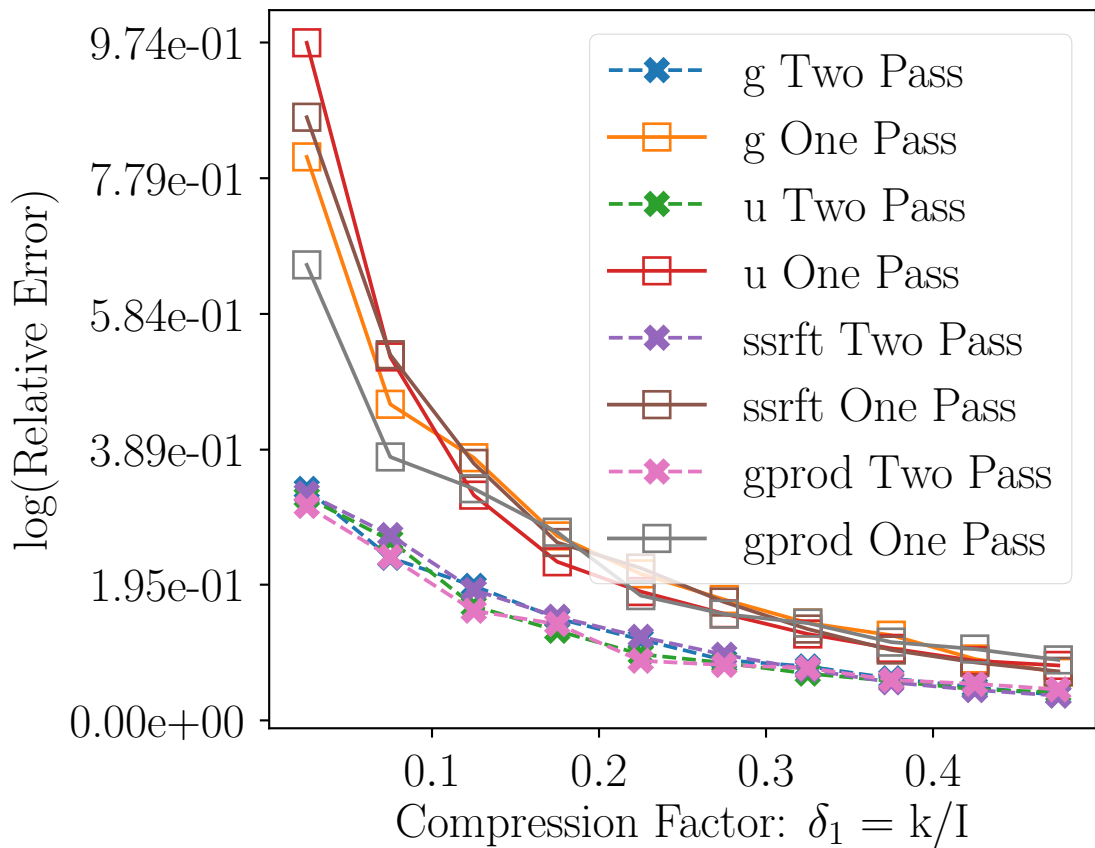 9.74e-01
7.79e-01
5.84e-01
3.89e-01
1.95e-01
0.00e+00
log(Relative Error)
g Two Pass
g One Pass
u Two Pass
u One Pass
ssrft Two Pass
ssrft One Pass
gprod Two Pass
gprod One Pass
0.1 0.2 0.3 0.4
Compression Factor: δ₁ = k/I